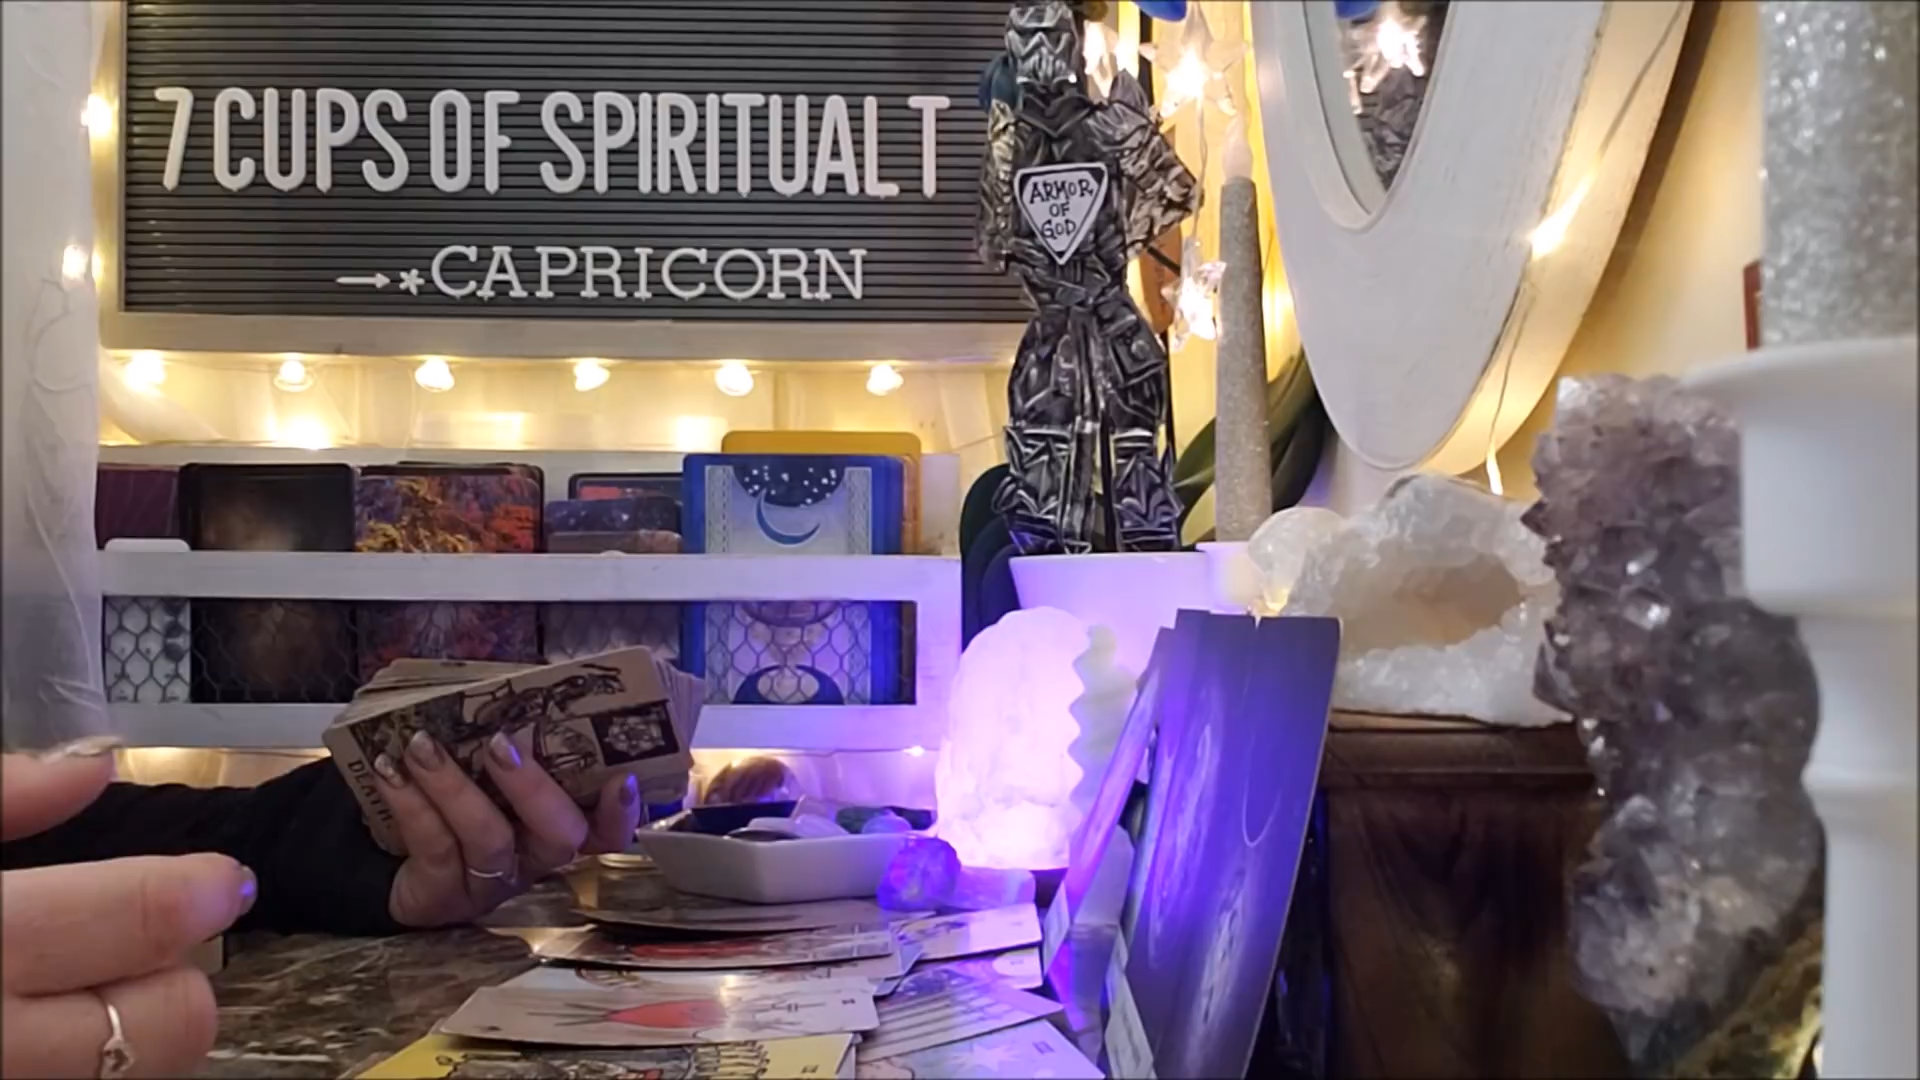 7 CUPS OF SPIRITUAL T
→*CAPRICORN
ARMOR
OF
GOD
DEATH